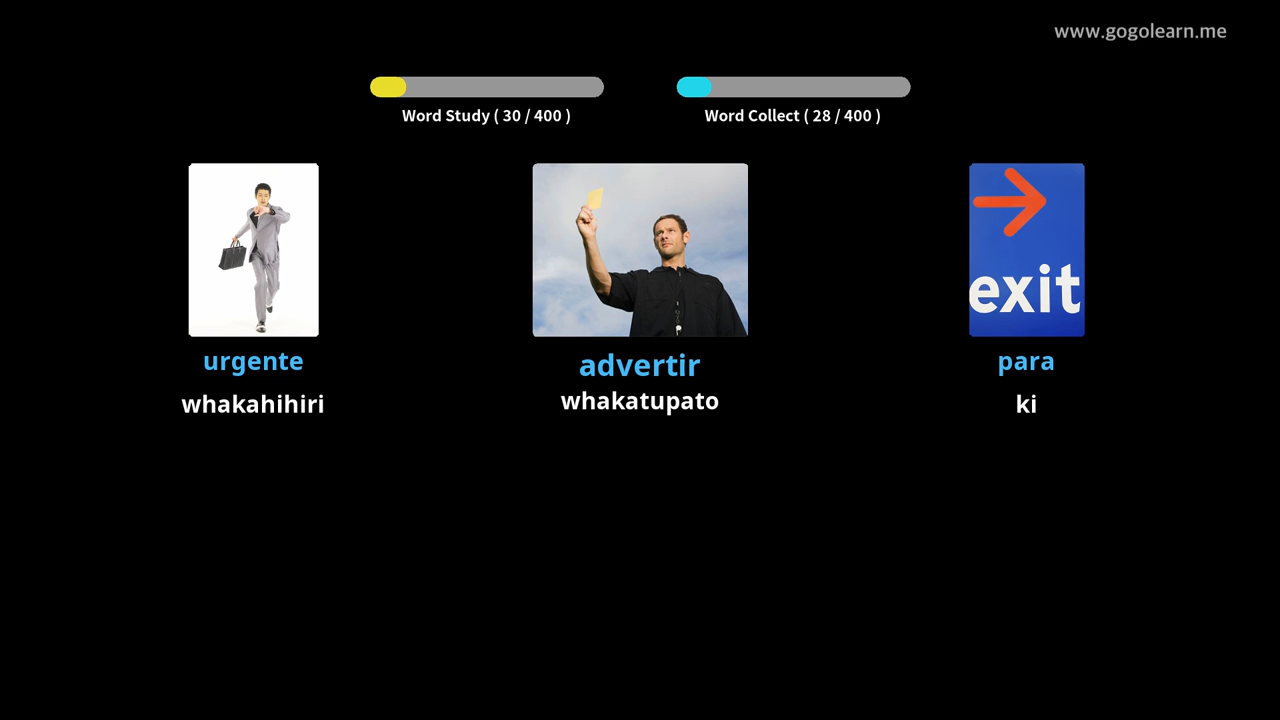 www.gogolearn.me
Word Study ( 30 / 400 )
Word Collect ( 28 / 400 )
exit
urgente
advertir
para
whakahihiri
whakatupato
ki